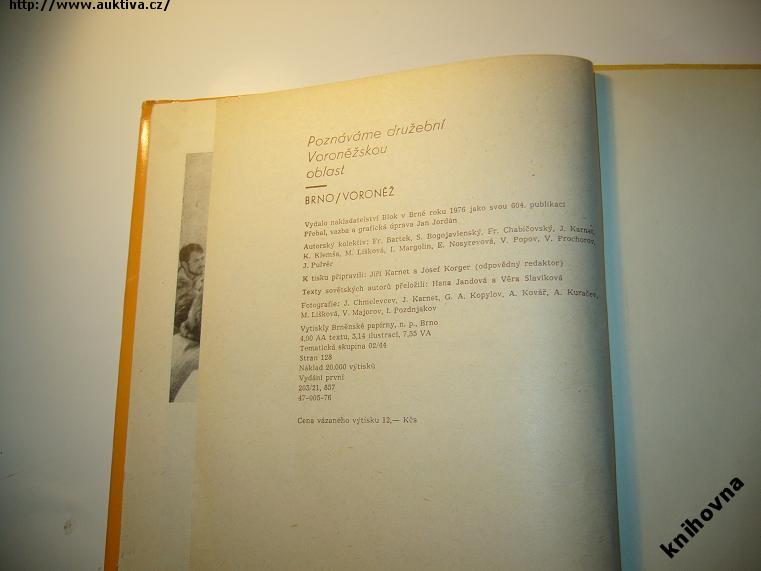 http://www.auktiva.cz/
Poznáváme družební
Voroněžskou
oblast
BRNO/VORONĚŽ
Vydalo nakladatelství Blok v Brně roku 1976 jako svou 604. publikaci
Přebal, vazba a grafická úprava Jan Jordán
Autorský kolektiv: Fr. Bartek, S. Bogojavlenský, Fr. Chabičovský, J. Karnet,
K. Klemša, M. Lišková, I. Margolin, E. Nosyrevová, V. Popov, V. Prochorov,
J. Pulvér
K tisku připravili: Jiří Karnet a Josef Korger (odpovědný redaktor)
Texty sovětských autorů přeložili: Hana Jandová a Věra Slavíková
Fotografie: J. Chmelevcev, J. Karnet, G. A. Kopylov, A. Kovář, A. Kuračev,
M. Lišková, V. Majorov, I. Pozdnjakov
Vytiskly Brněnské papírny, n. p., Brno
4,00 AA textu, 3,14 ilustrací, 7,35 VA
Tematická skupina 02/44
Stran 128
Náklad 20.000 výtisků
Vydání první
203/21, 857
47-005-76
Cena vázaného výtisku 12,— Kčs
knihovna